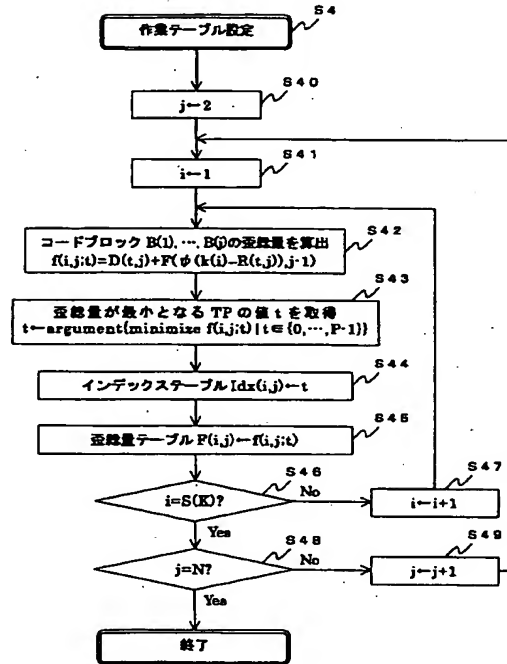 S4
作業テーブル設定
S40
j←2
S41
i←1
S42
コードブロック B(1),…,B(j)の歪総量を算出
f(i,j;t)=D(t,j)+F(ψ(k(i)−R(t,j)),j-1)
S43
歪総量が最小となる TP の値 t を取得
t←argument{minimize f(i,j;t)|t∈{0,…,P-1}}
S44
インデックステーブル Idx(i,j)←t
S45
歪総量テーブル F(i,j)←f(i,j;t)
S46
i=S(K)?
No
S47
i←i+1
Yes
S48
j=N?
No
S49
j←j+1
Yes
終了